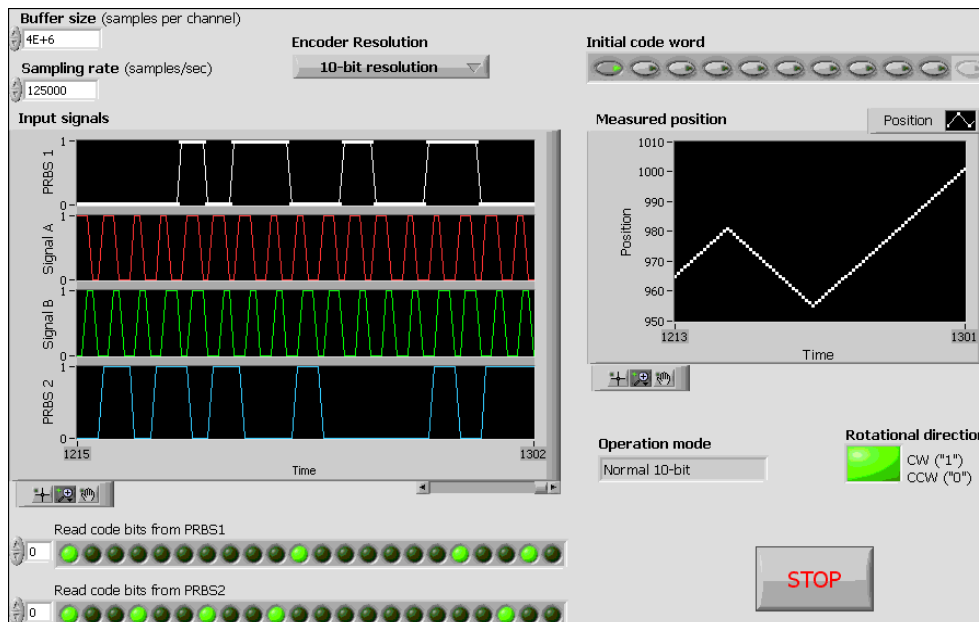 Buffer size (samples per channel)
4E+6
Sampling rate (samples/sec)
125000
Encoder Resolution
10-bit resolution
Initial code word
Input signals
PRBS 1
1
0
Signal A
1
0
Signal B
1
0
PRBS 2
1
0
1215
1302
Time
Measured position
Position
Position
1010
1000
990
980
970
960
950
1213
1301
Time
Operation mode
Normal 10-bit
Rotational direction
CW ("1")
CCW ("0")
Read code bits from PRBS1
0
Read code bits from PRBS2
0
STOP